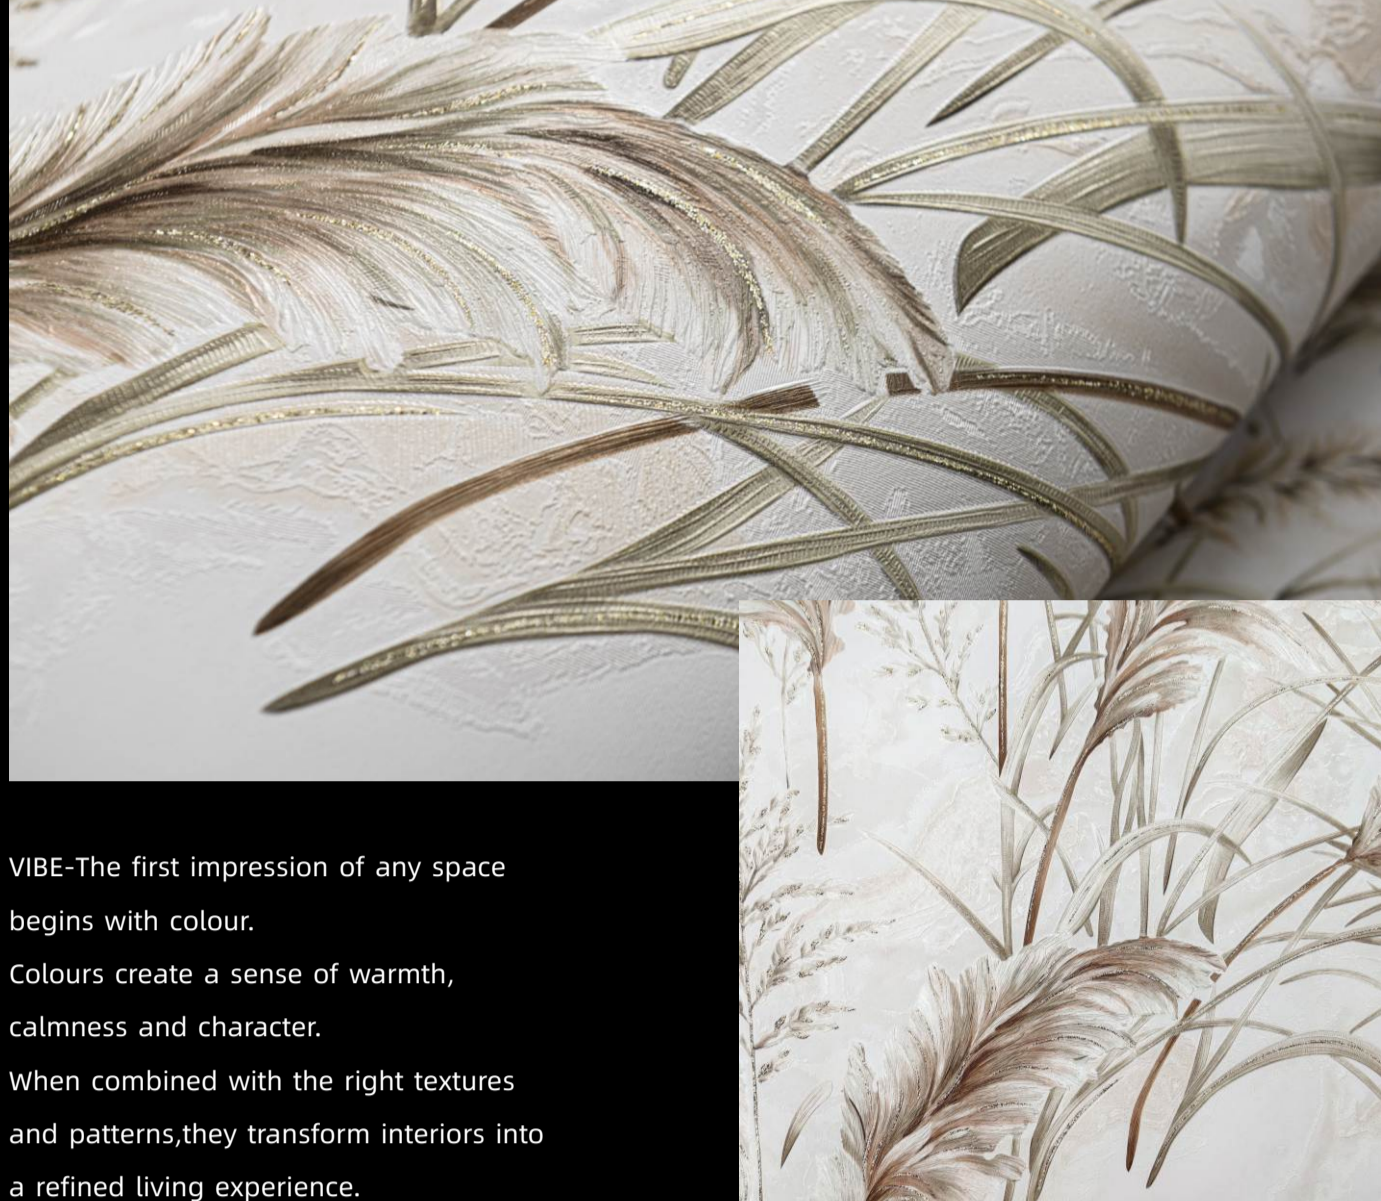 VIBE-The first impression of any space
begins with colour.
Colours create a sense of warmth,
calmness and character.
When combined with the right textures
and patterns,they transform interiors into
a refined living experience.